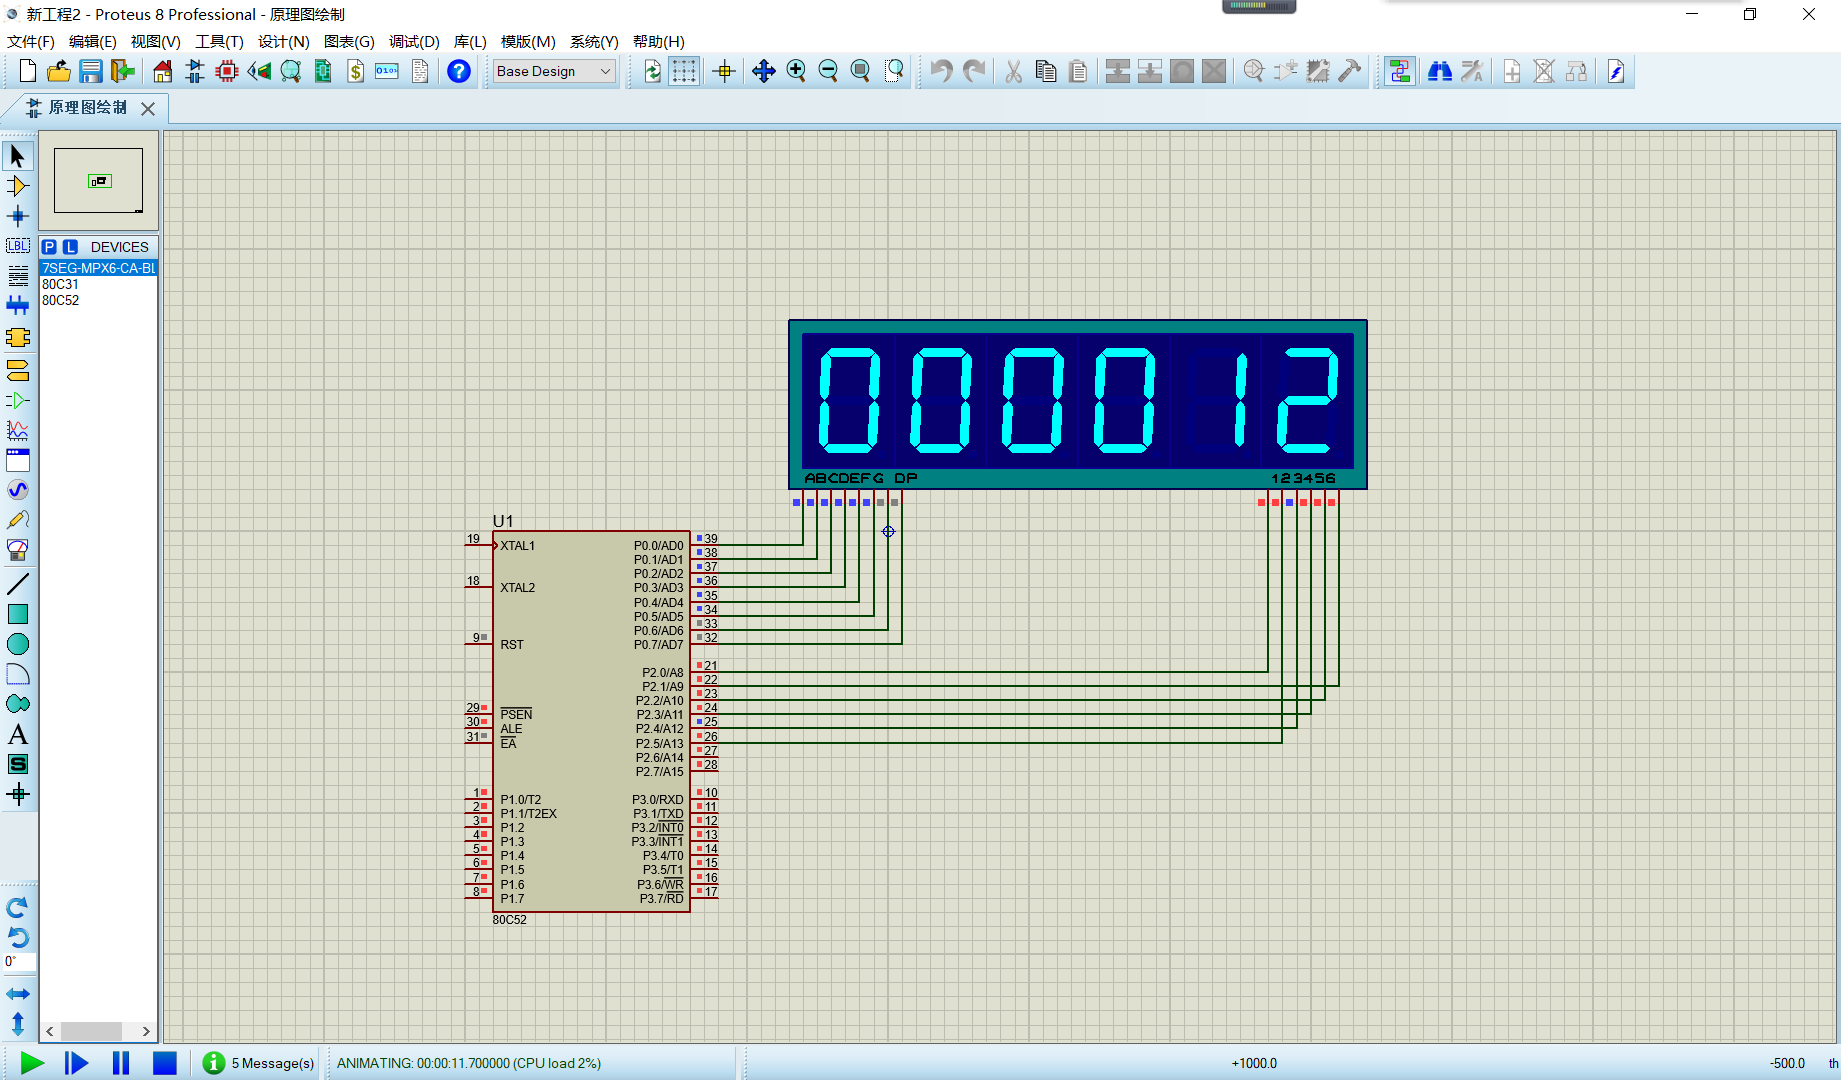 新工程2 - Proteus 8 Professional - 原理图绘制
文件(F) 编辑(E) 视图(V) 工具(T) 设计(N) 图表(G) 调试(D) 库(L) 模版(M) 系统(Y) 帮助(H)
Base Design
原理图绘制
P L DEVICES
7SEG-MPX6-CA-BL
80C31
80C52
LBL
A
S
0°
000012
ABCDEFG DP
123456
U1
19 XTAL1
18 XTAL2
9 RST
29 PSEN
30 ALE
31 EA
1 P1.0/T2
2 P1.1/T2EX
3 P1.2
4 P1.3
5 P1.4
6 P1.5
7 P1.6
8 P1.7
P0.0/AD0 39
P0.1/AD1 38
P0.2/AD2 37
P0.3/AD3 36
P0.4/AD4 35
P0.5/AD5 34
P0.6/AD6 33
P0.7/AD7 32
P2.0/A8 21
P2.1/A9 22
P2.2/A10 23
P2.3/A11 24
P2.4/A12 25
P2.5/A13 26
P2.6/A14 27
P2.7/A15 28
P3.0/RXD 10
P3.1/TXD 11
P3.2/INT0 12
P3.3/INT1 13
P3.4/T0 14
P3.5/T1 15
P3.6/WR 16
P3.7/RD 17
80C52
5 Message(s)
ANIMATING: 00:00:11.700000 (CPU load 2%)
+1000.0
-500.0
th